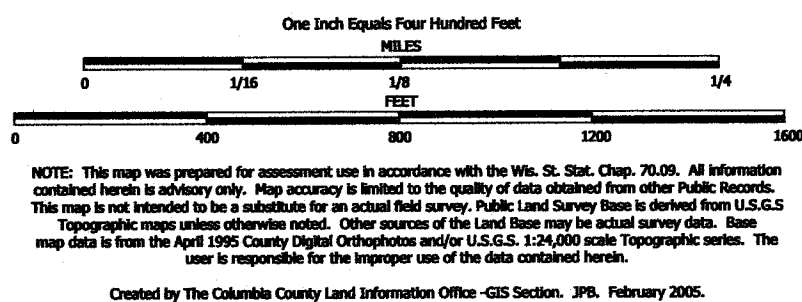 One Inch Equals Four Hundred Feet
MILES
0 1/16 1/8 1/4
FEET
0 400 800 1200 1600
NOTE: This map was prepared for assessment use in accordance with the Wis. St. Stat. Chap. 70.09. All information
contained herein is advisory only. Map accuracy is limited to the quality of data obtained from other Public Records.
This map is not intended to be a substitute for an actual field survey. Public Land Survey Base is derived from U.S.G.S
Topographic maps unless otherwise noted. Other sources of the Land Base may be actual survey data. Base
map data is from the April 1995 County Digital Orthophotos and/or U.S.G.S. 1:24,000 scale Topographic series. The
user is responsible for the improper use of the data contained herein.
Created by The Columbia County Land Information Office -GIS Section. JPB. February 2005.